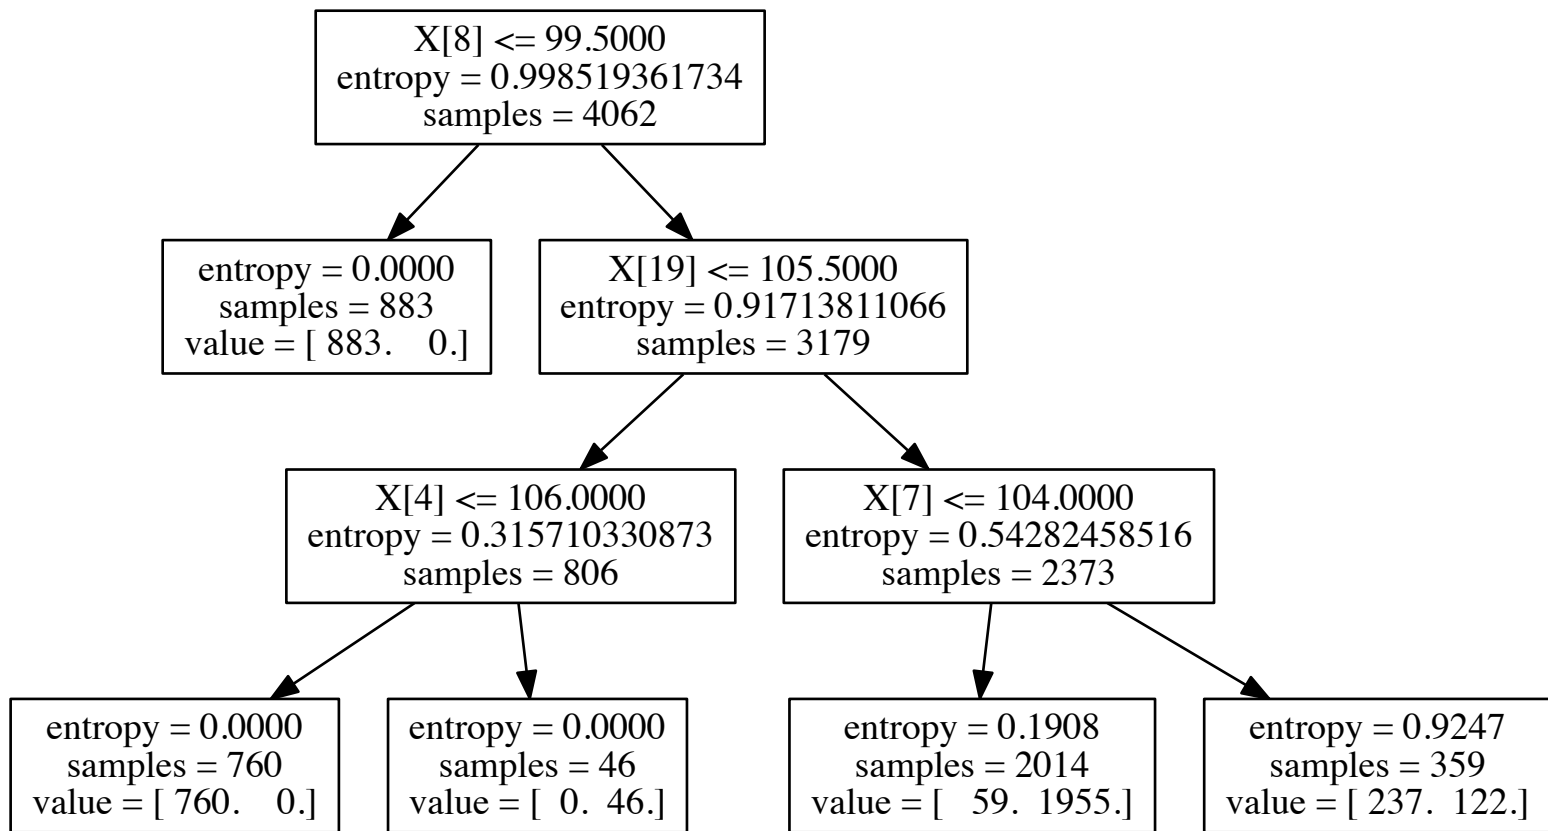 X[8] <= 99.5000
entropy = 0.998519361734
samples = 4062
entropy = 0.0000
samples = 883
value = [ 883.    0.]
X[19] <= 105.5000
entropy = 0.91713811066
samples = 3179
X[4] <= 106.0000
entropy = 0.315710330873
samples = 806
X[7] <= 104.0000
entropy = 0.54282458516
samples = 2373
entropy = 0.0000
samples = 760
value = [ 760.    0.]
entropy = 0.0000
samples = 46
value = [  0.  46.]
entropy = 0.1908
samples = 2014
value = [   59.  1955.]
entropy = 0.9247
samples = 359
value = [ 237.  122.]